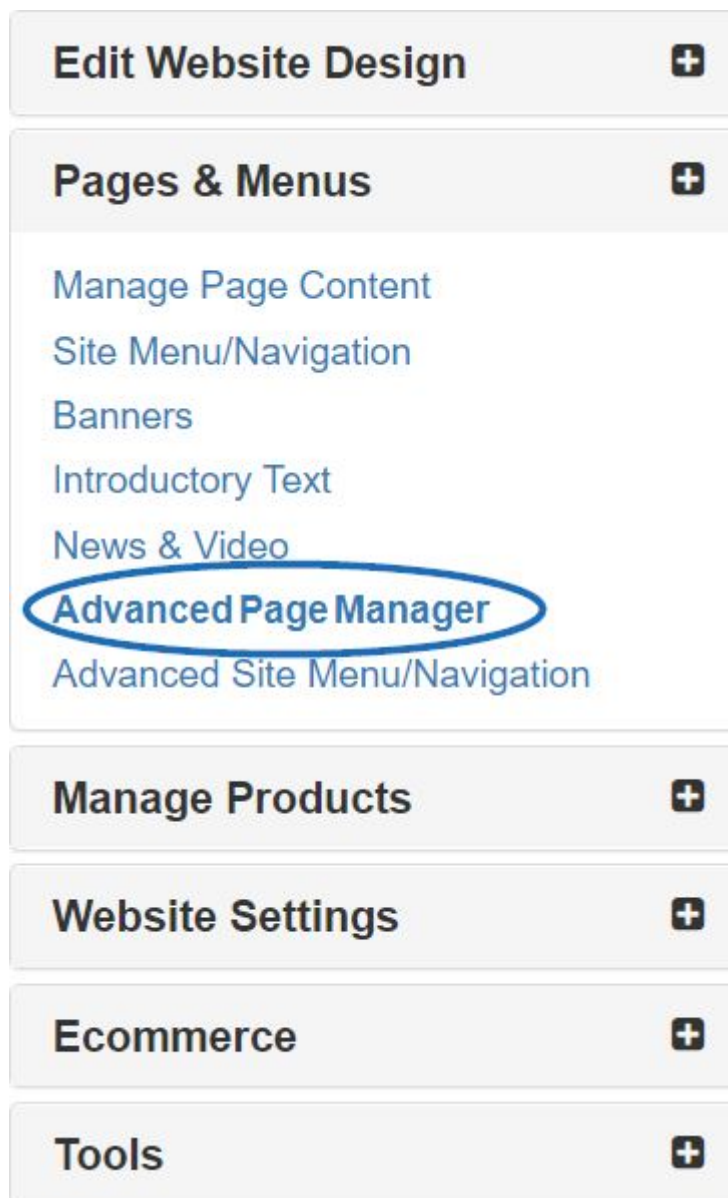 Edit Website Design
Pages & Menus
Manage Page Content
Site Menu/Navigation
Banners
Introductory Text
News & Video
Advanced Page Manager
Advanced Site Menu/Navigation
Manage Products
Website Settings
Ecommerce
Tools